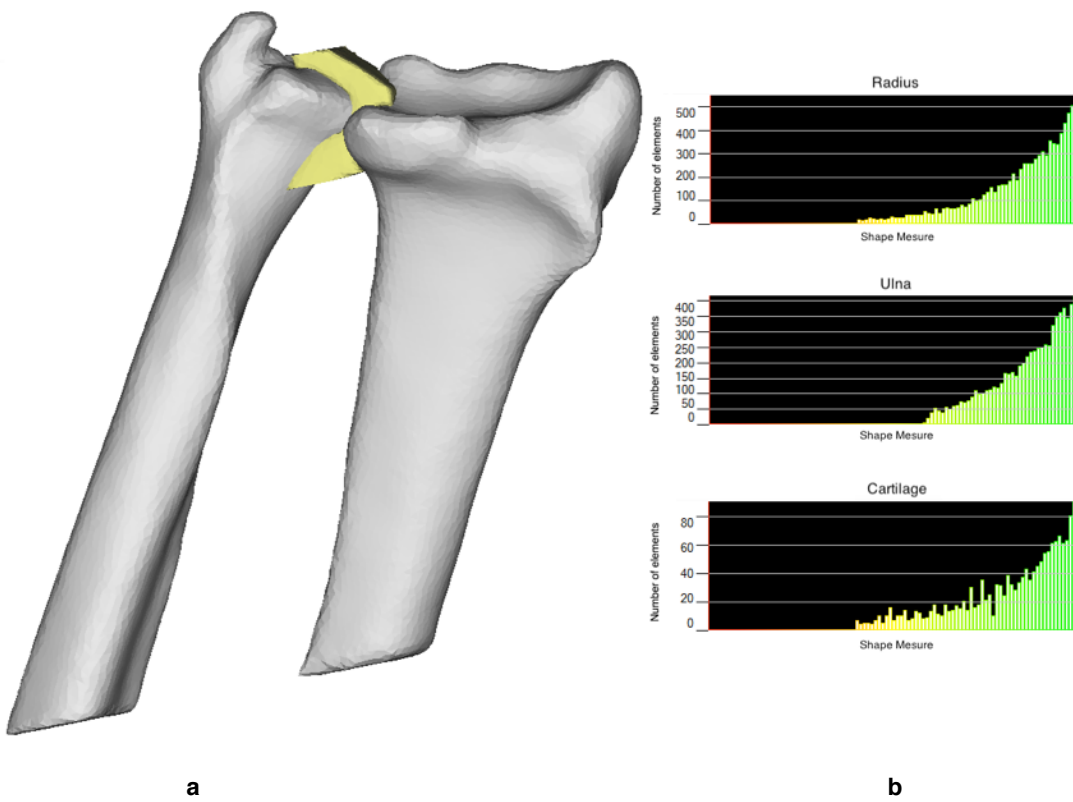 Radius
Number of elements
500
400
300
200
100
0
Shape Mesure
Ulna
Number of elements
400
350
300
250
200
150
100
50
0
Shape Mesure
Cartilage
Number of elements
80
60
40
20
0
Shape Mesure
a
b